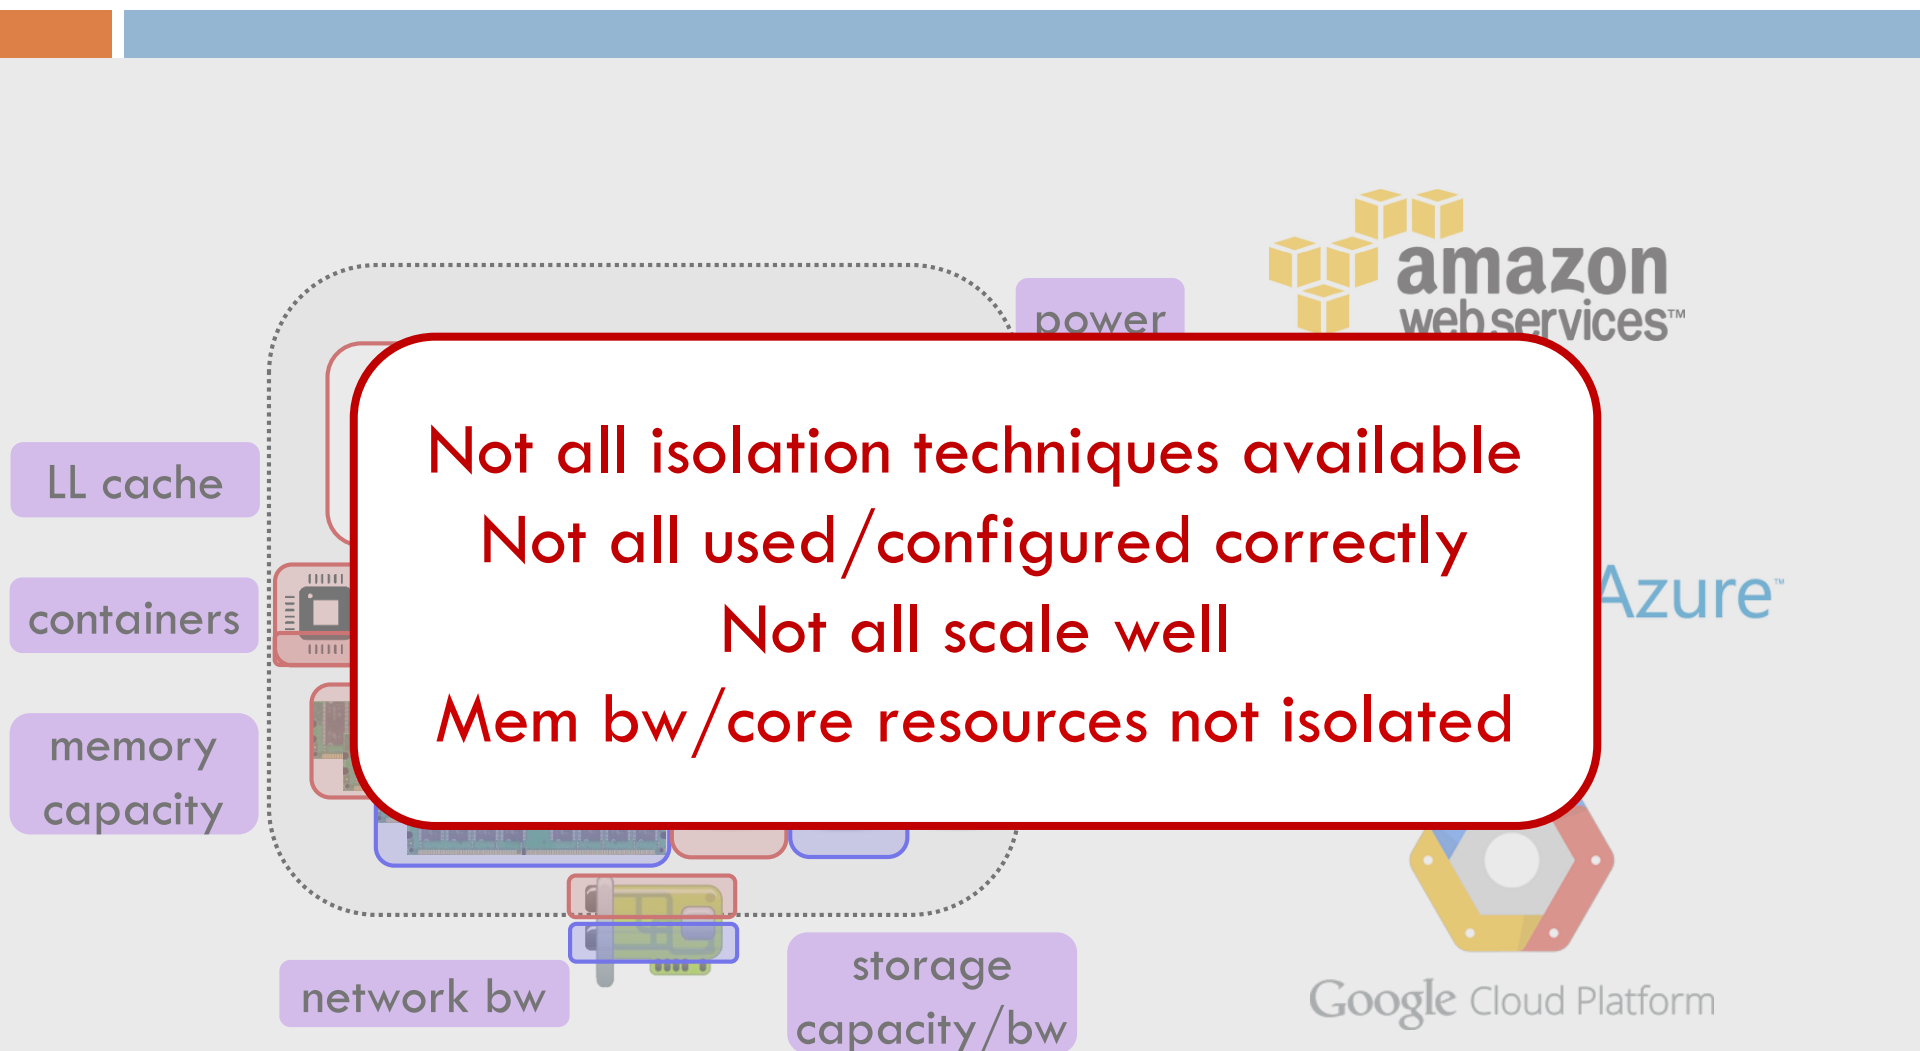 amazon
webservices™
power
Not all isolation techniques available
Not all used/configured correctly
Not all scale well
Mem bw/core resources not isolated
LL cache
containers
memory
capacity
Azure™
network bw
storage
capacity/bw
Google Cloud Platform